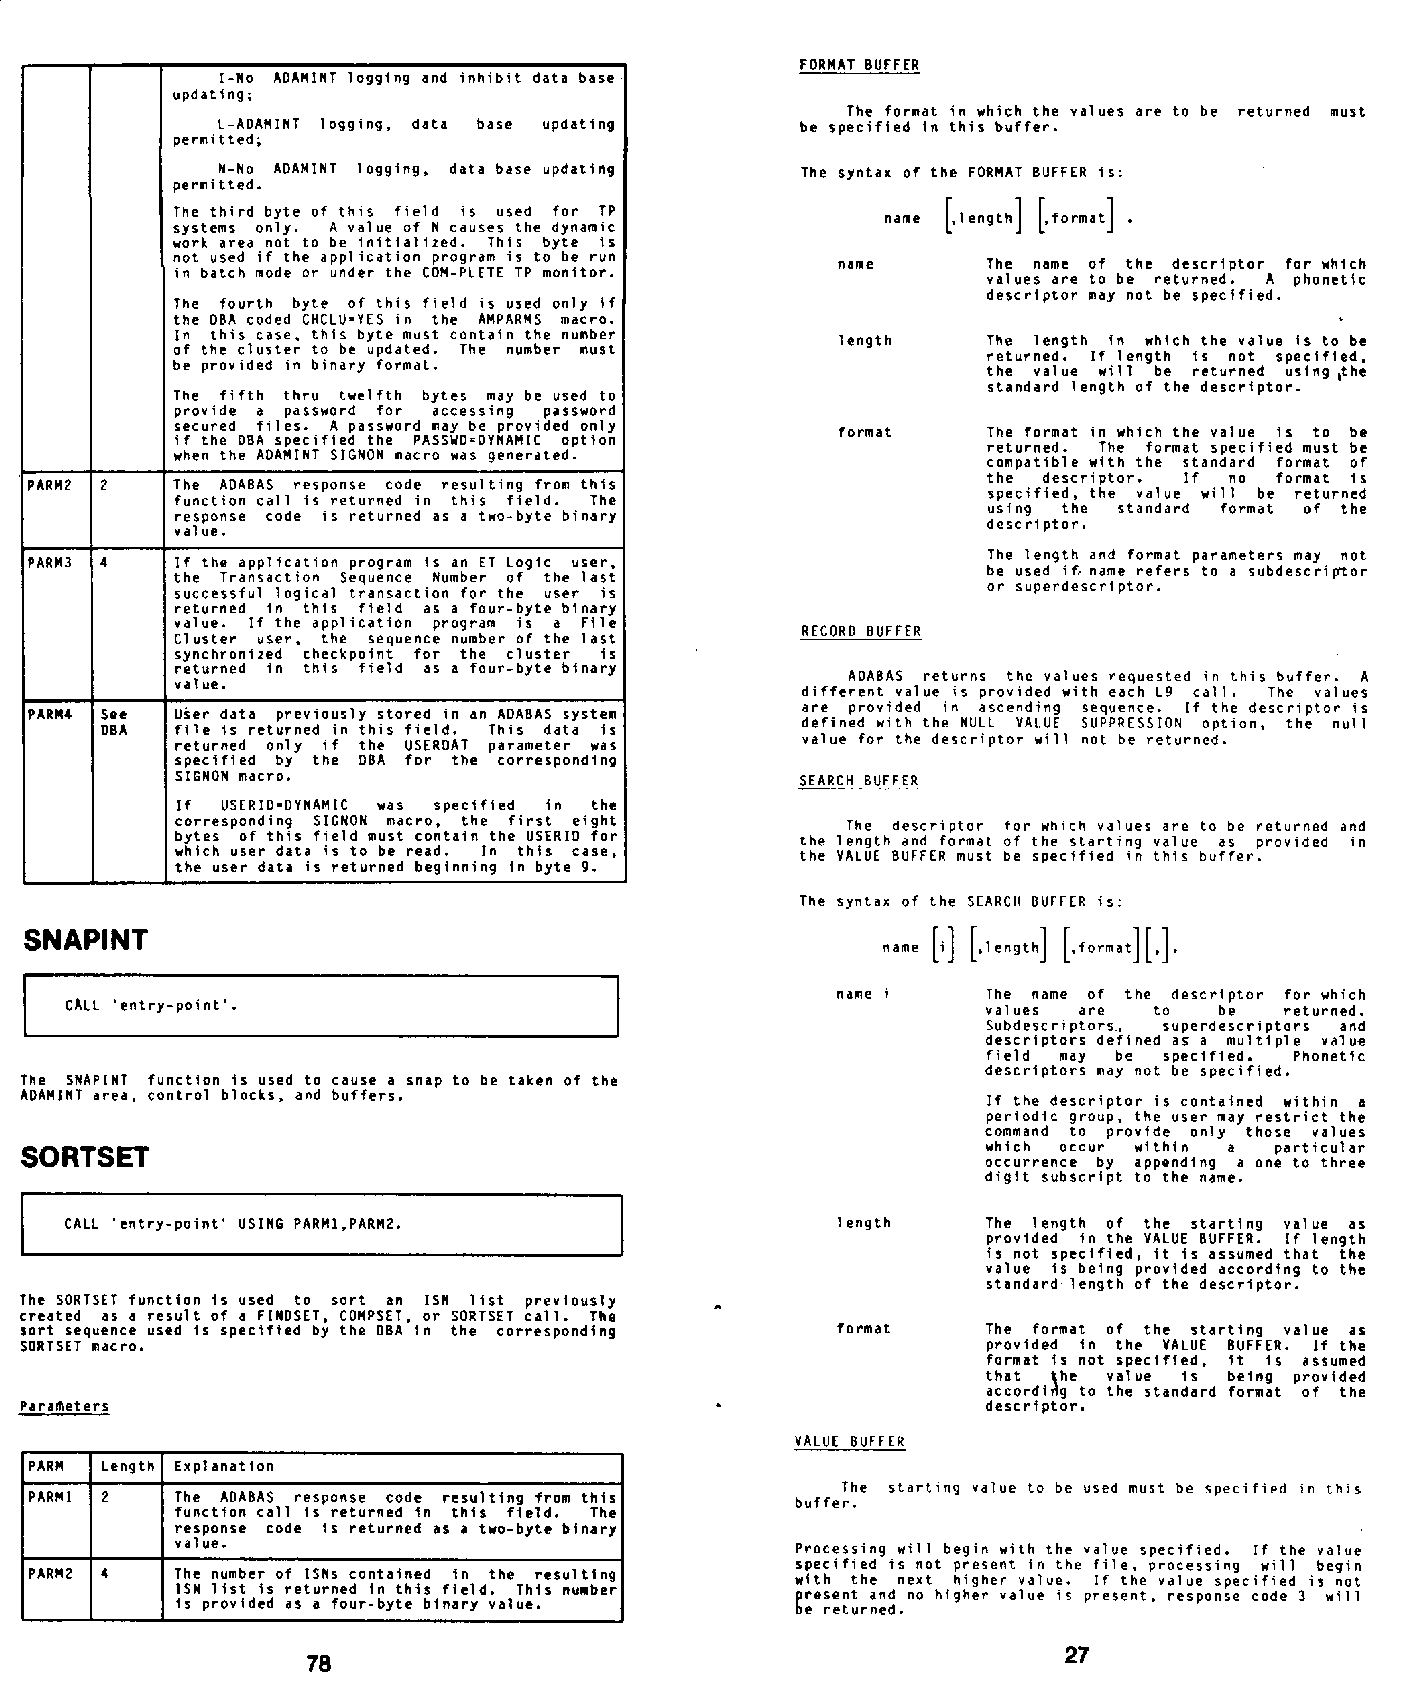 I-No ADAMINT logging and inhibit data base
updating;
L-ADAMINT logging, data base updating
permitted;
N-No ADAMINT logging, data base updating
permitted.
The third byte of this field is used for TP
systems only. A value of N causes the dynamic
work area not to be initialized. This byte is
not used if the application program is to be run
in batch mode or under the COM-PLETE TP monitor.
The fourth byte of this field is used only if
the DBA coded CHCLU=YES in the AMPARMS macro.
In this case, this byte must contain the number
of the cluster to be updated. The number must
be provided in binary format.
The fifth thru twelfth bytes may be used to
provide a password for accessing password
secured files. A password may be provided only
if the DBA specified the PASSWD=DYNAMIC option
when the ADAMINT SIGNON macro was generated.
PARM2 2 The ADABAS response code resulting from this
function call is returned in this field. The
response code is returned as a two-byte binary
value.
PARM3 4 If the application program is an ET Logic user,
the Transaction Sequence Number of the last
successful logical transaction for the user is
returned in this field as a four-byte binary
value. If the application program is a File
Cluster user, the sequence number of the last
synchronized checkpoint for the cluster is
returned in this field as a four-byte binary
value.
PARM4 See User data previously stored in an ADABAS system
DBA file is returned in this field. This data is
returned only if the USERDAT parameter was
specified by the DBA for the corresponding
SIGNON macro.
If USERID=DYNAMIC was specified in the
corresponding SIGNON macro, the first eight
bytes of this field must contain the USERID for
which user data is to be read. In this case,
the user data is returned beginning in byte 9.
SNAPINT
CALL 'entry-point'.
The SNAPINT function is used to cause a snap to be taken of the
ADAMINT area, control blocks, and buffers.
SORTSET
CALL 'entry-point' USING PARM1,PARM2.
The SORTSET function is used to sort an ISN list previously
created as a result of a FINDSET, COMPSET, or SORTSET call. The
sort sequence used is specified by the DBA in the corresponding
SORTSET macro.
Parameters
PARM Length Explanation
PARM1 2 The ADABAS response code resulting from this
function call is returned in this field. The
response code is returned as a two-byte binary
value.
PARM2 4 The number of ISNs contained in the resulting
ISN list is returned in this field. This number
is provided as a four-byte binary value.
78
FORMAT BUFFER
The format in which the values are to be returned must
be specified in this buffer.
The syntax of the FORMAT BUFFER is:
name [,length] [,format] .
name The name of the descriptor for which
values are to be returned. A phonetic
descriptor may not be specified.
length The length in which the value is to be
returned. If length is not specified,
the value will be returned using the
standard length of the descriptor.
format The format in which the value is to be
returned. The format specified must be
compatible with the standard format of
the descriptor. If no format is
specified, the value will be returned
using the standard format of the
descriptor.
The length and format parameters may not
be used if name refers to a subdescriptor
or superdescriptor.
RECORD BUFFER
ADABAS returns the values requested in this buffer. A
different value is provided with each L9 call. The values
are provided in ascending sequence. If the descriptor is
defined with the NULL VALUE SUPPRESSION option, the null
value for the descriptor will not be returned.
SEARCH BUFFER
The descriptor for which values are to be returned and
the length and format of the starting value as provided in
the VALUE BUFFER must be specified in this buffer.
The syntax of the SEARCH BUFFER is:
name [i] [,length] [,format][,].
name i The name of the descriptor for which
values are to be returned.
Subdescriptors, superdescriptors and
descriptors defined as a multiple value
field may be specified. Phonetic
descriptors may not be specified.
If the descriptor is contained within a
periodic group, the user may restrict the
command to provide only those values
which occur within a particular
occurrence by appending a one to three
digit subscript to the name.
length The length of the starting value as
provided in the VALUE BUFFER. If length
is not specified, it is assumed that the
value is being provided according to the
standard length of the descriptor.
format The format of the starting value as
provided in the VALUE BUFFER. If the
format is not specified, it is assumed
that the value is being provided
according to the standard format of the
descriptor.
VALUE BUFFER
The starting value to be used must be specified in this
buffer.
Processing will begin with the value specified. If the value
specified is not present in the file, processing will begin
with the next higher value. If the value specified is not
present and no higher value is present, response code 3 will
be returned.
27